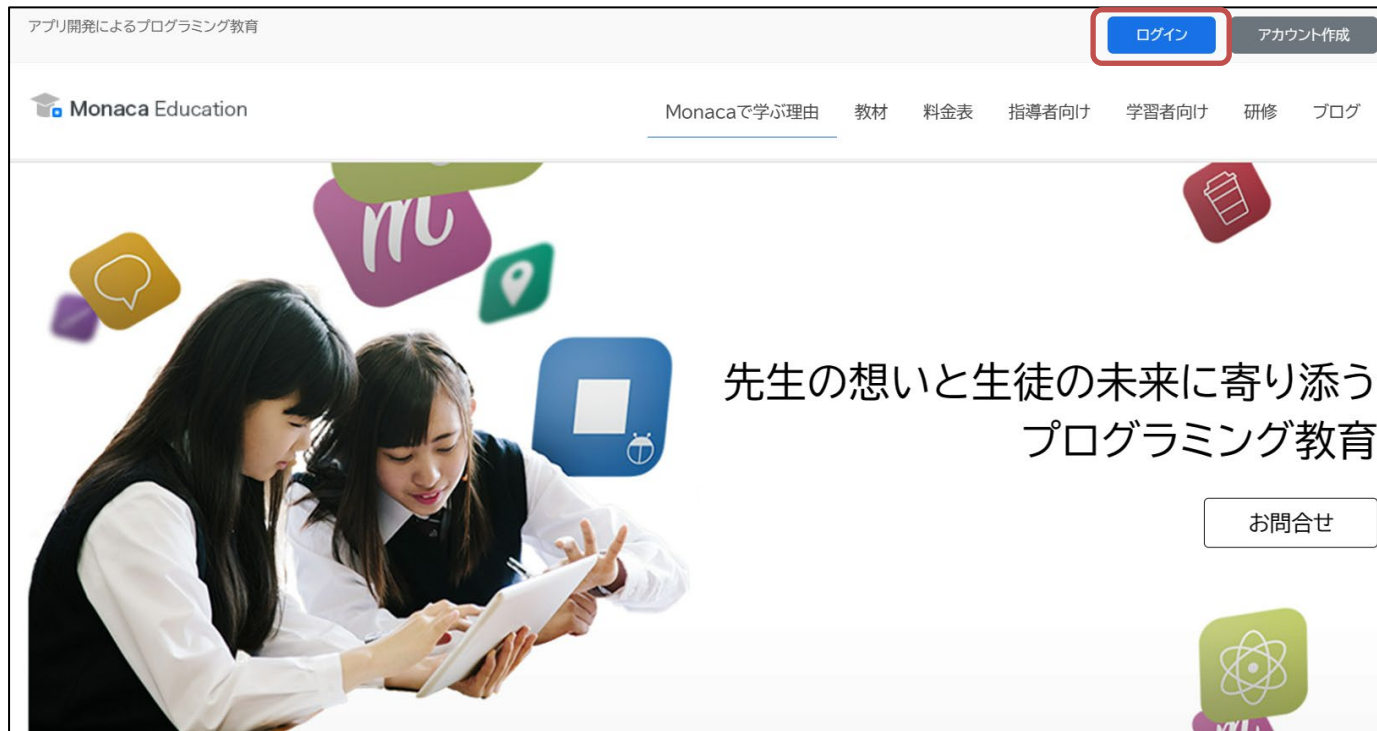 アプリ開発によるプログラミング教育
ログイン
アカウント作成
Monaca Education
Monacaで学ぶ理由
教材
料金表
指導者向け
学習者向け
研修
ブログ
m
先生の想いと生徒の未来に寄り添う
プログラミング教育
お問合せ
m